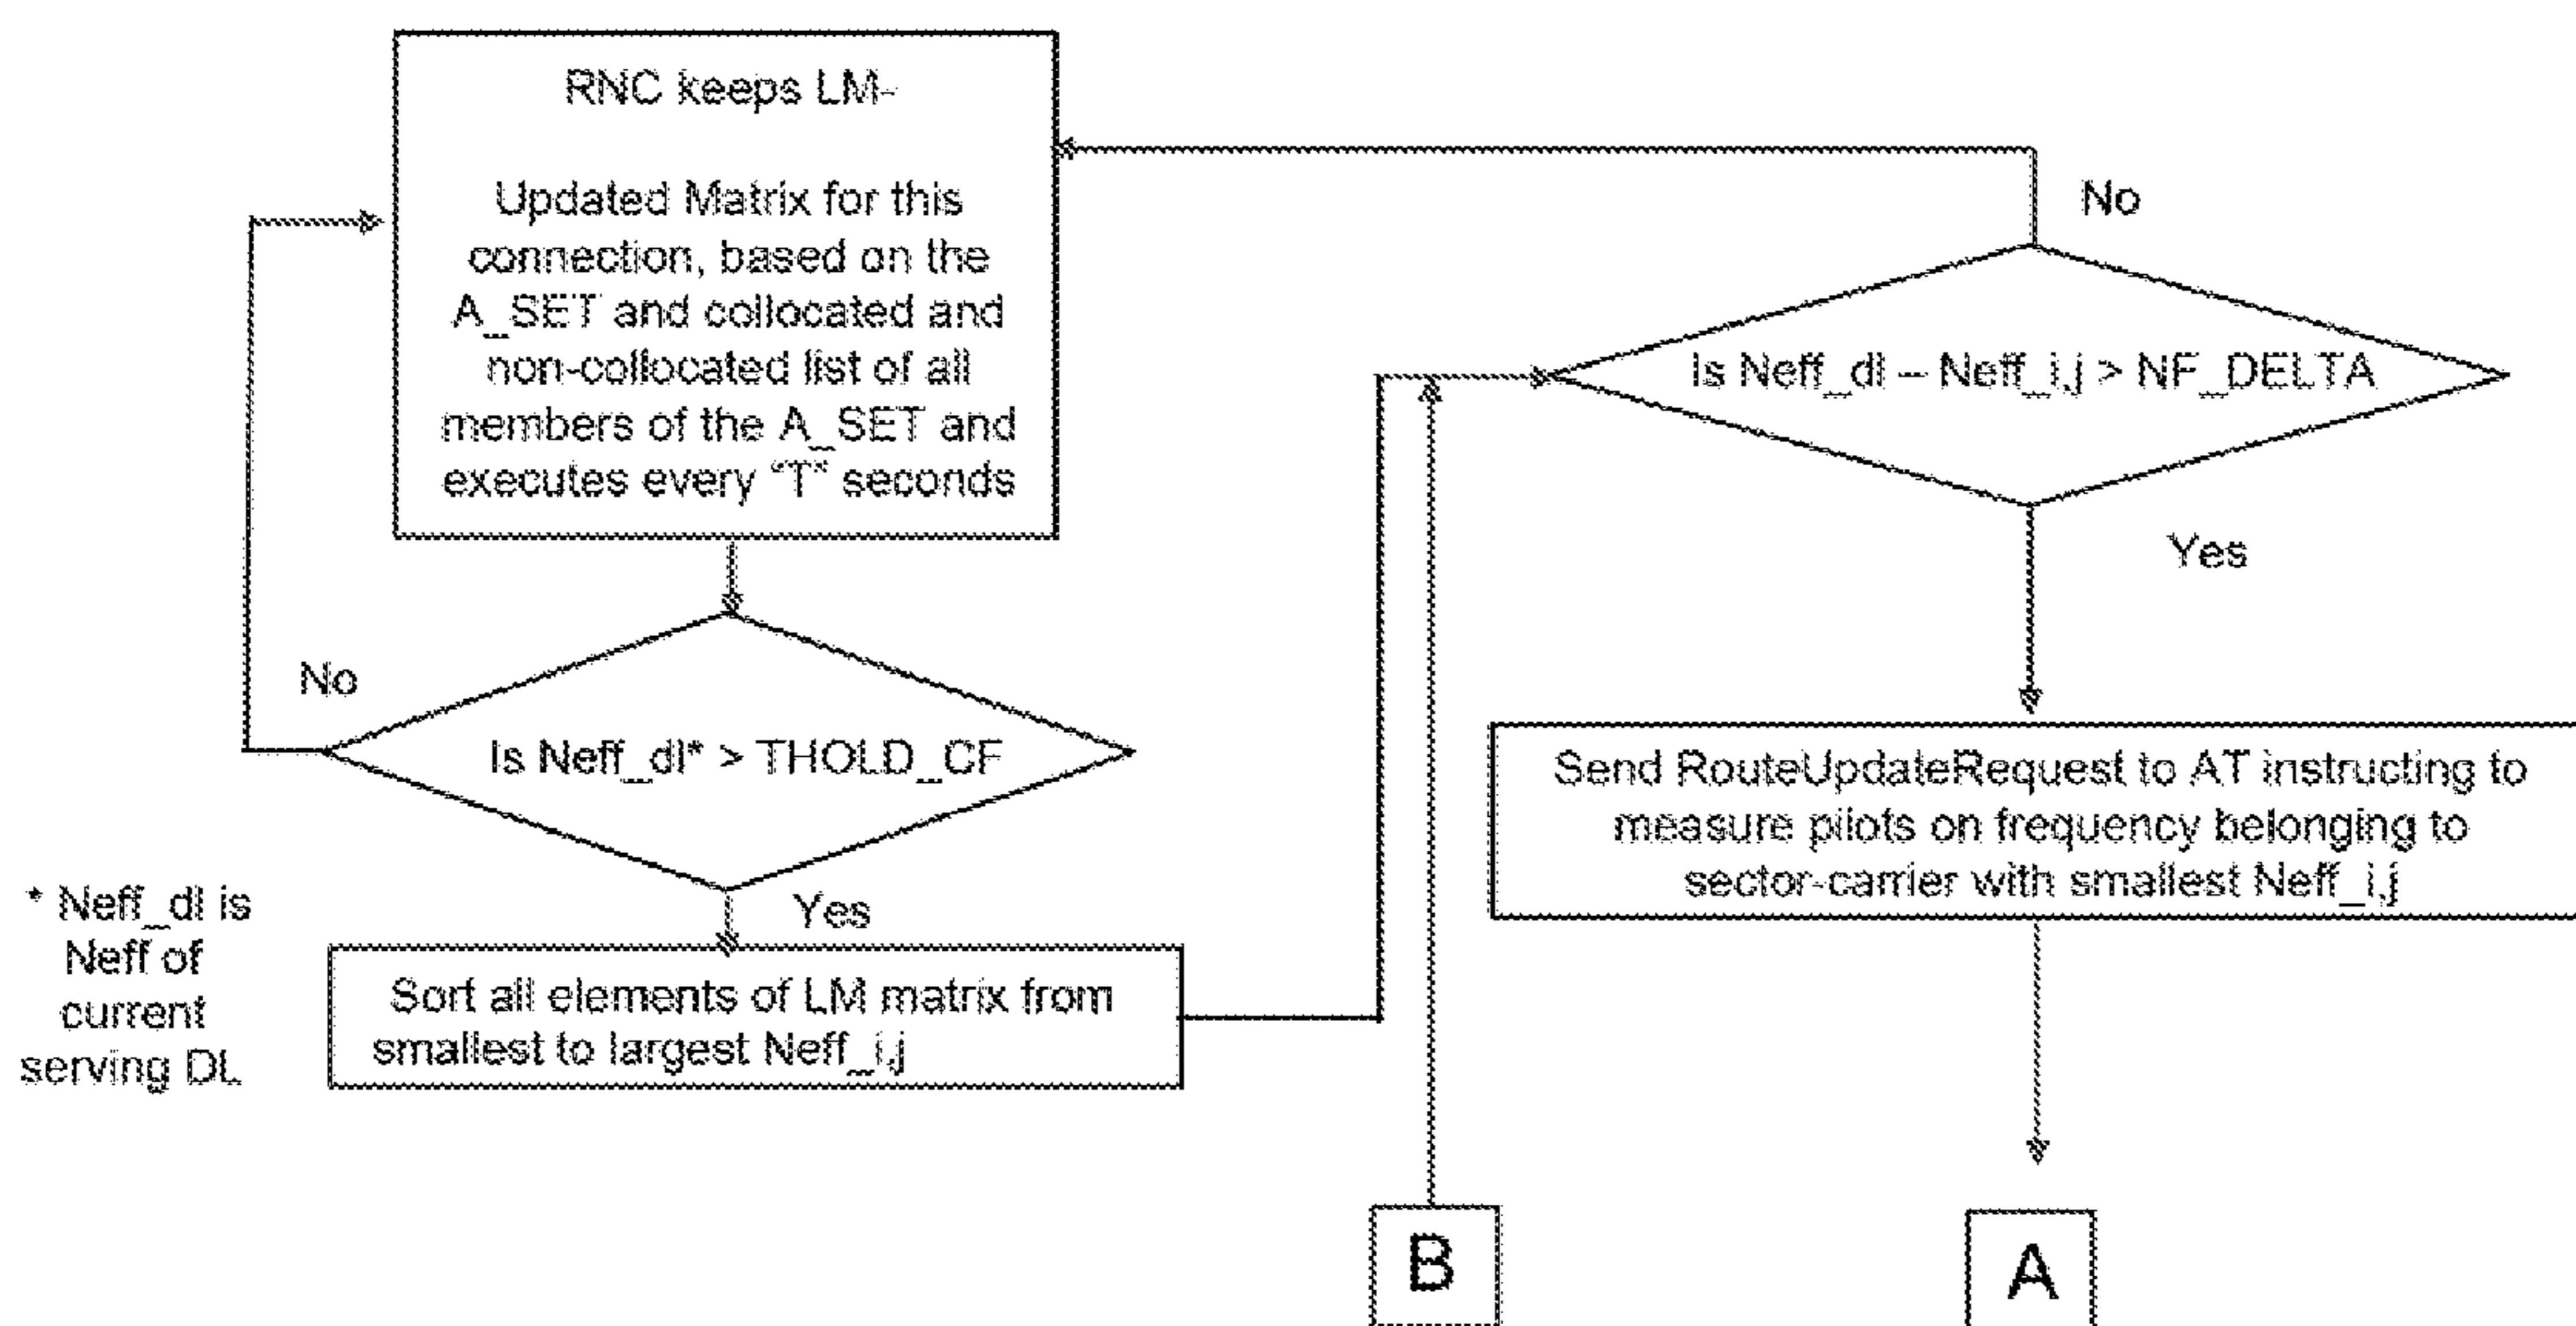 RNC keeps LM-
Updated Matrix for this
connection, based on the
A_SET and collocated and
non-collocated list of all
members of the A_SET and
executes every "T" seconds
No
Is Neff_dl* > THOLD_CF
Yes
* Neff_dl is
Neff of
current
serving DL
Sort all elements of LM matrix from
smallest to largest Neff_i,j
No
Is Neff_dl – Neff_i,j > NF_DELTA
Yes
Send RouteUpdateRequest to AT instructing to
measure pilots on frequency belonging to
sector-carrier with smallest Neff_i,j
B
A